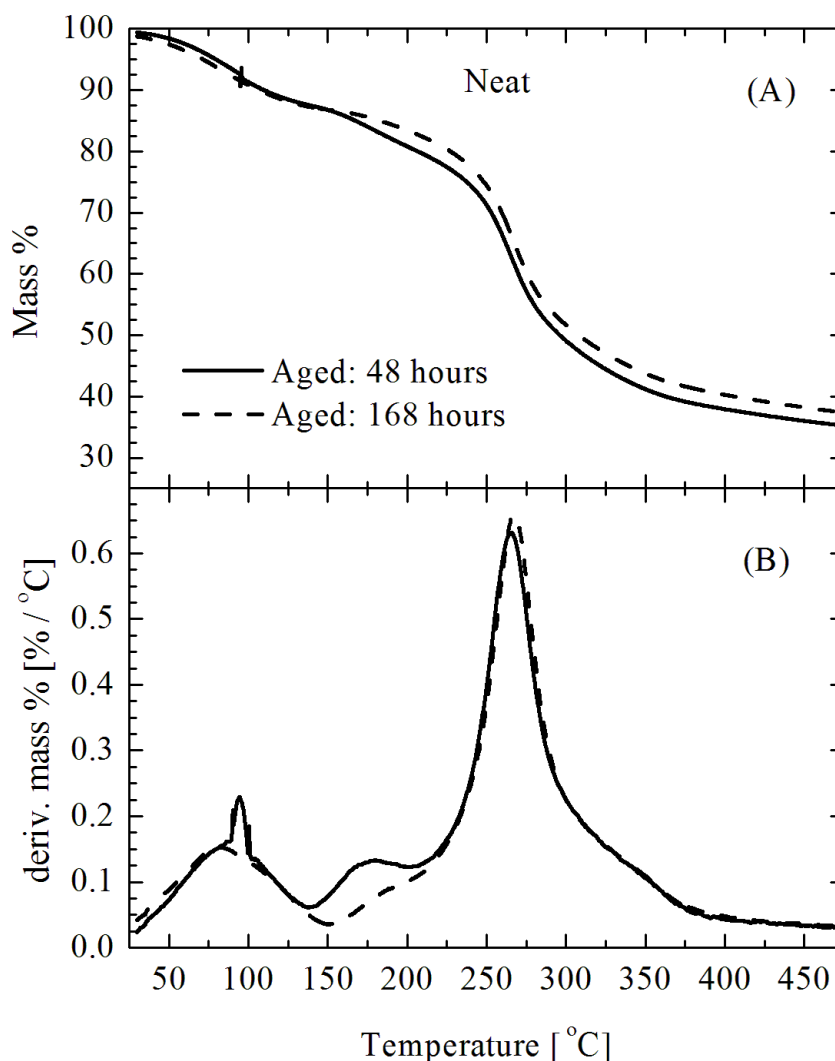 100
90
80
70
60
50
40
30
Mass %
Neat
(A)
Aged: 48 hours
Aged: 168 hours
0.6
0.5
0.4
0.3
0.2
0.1
0.0
deriv. mass % [% / °C]
(B)
50 100 150 200 250 300 350 400 450
Temperature [ °C]